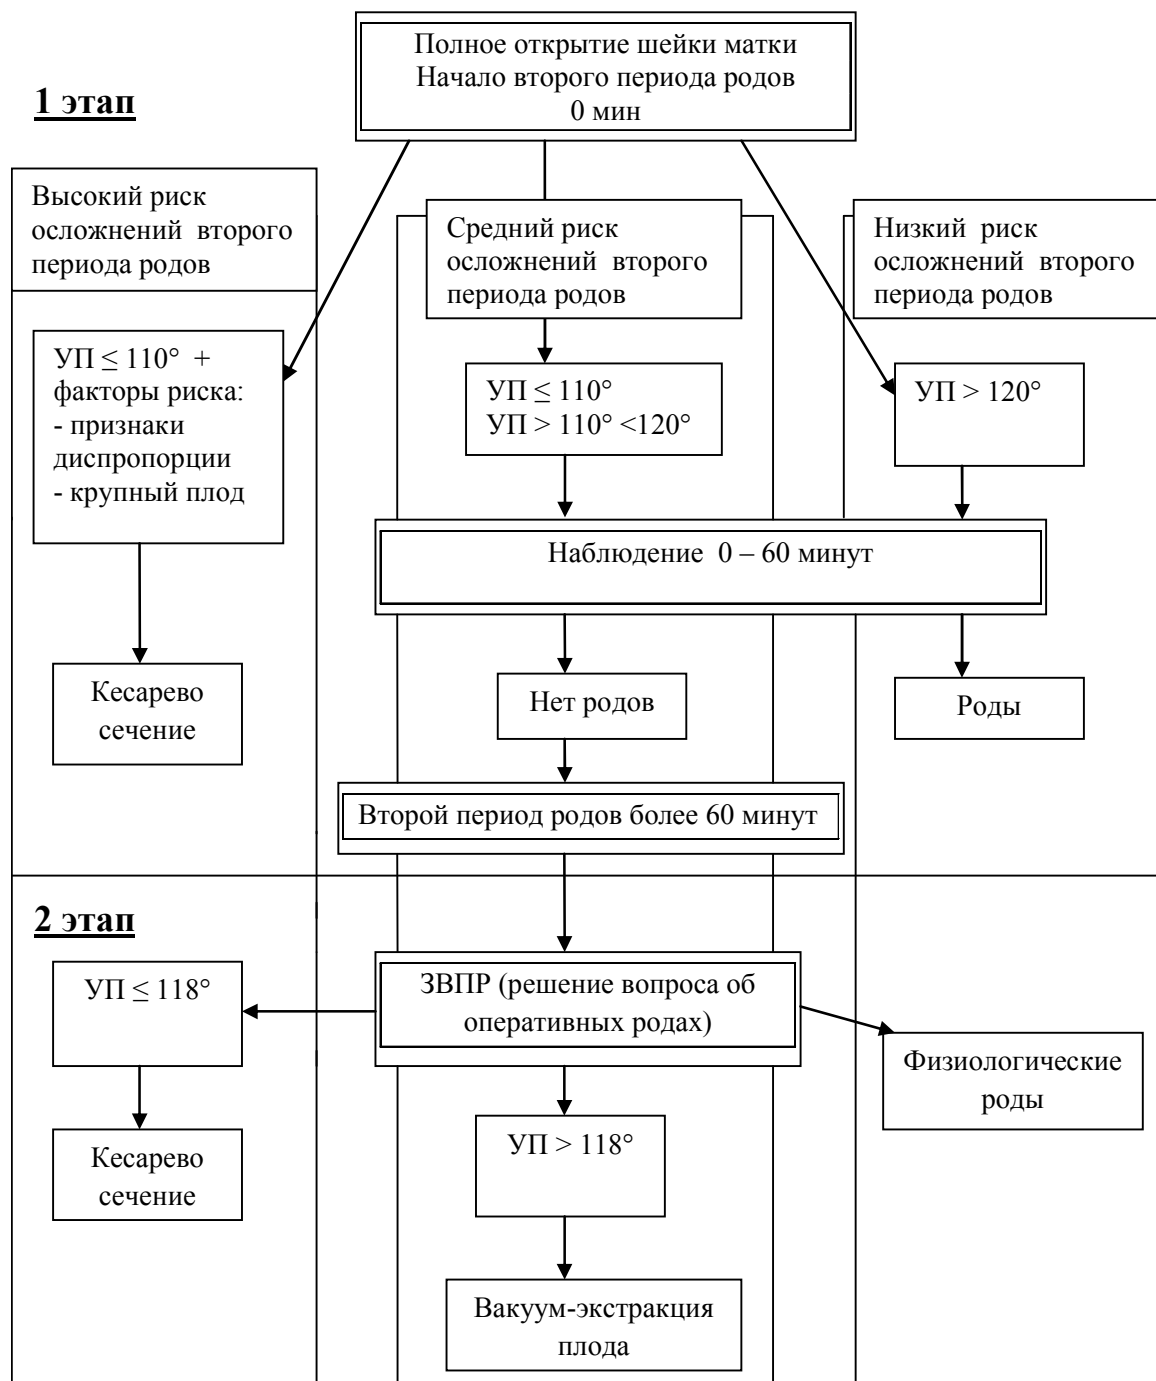 Полное открытие шейки матки
Начало второго периода родов
0 мин
1 этап
Высокий риск
осложнений второго
периода родов
Средний риск
осложнений второго
периода родов
Низкий риск
осложнений второго
периода родов
УП ≤ 110° +
факторы риска:
- признаки
диспропорции
- крупный плод
УП ≤ 110°
УП > 110° <120°
УП > 120°
Наблюдение 0 – 60 минут
Кесарево
сечение
Нет родов
Роды
Второй период родов более 60 минут
2 этап
УП ≤ 118°
ЗВПР (решение вопроса об
оперативных родах)
Физиологические
роды
Кесарево
сечение
УП > 118°
Вакуум-экстракция
плода